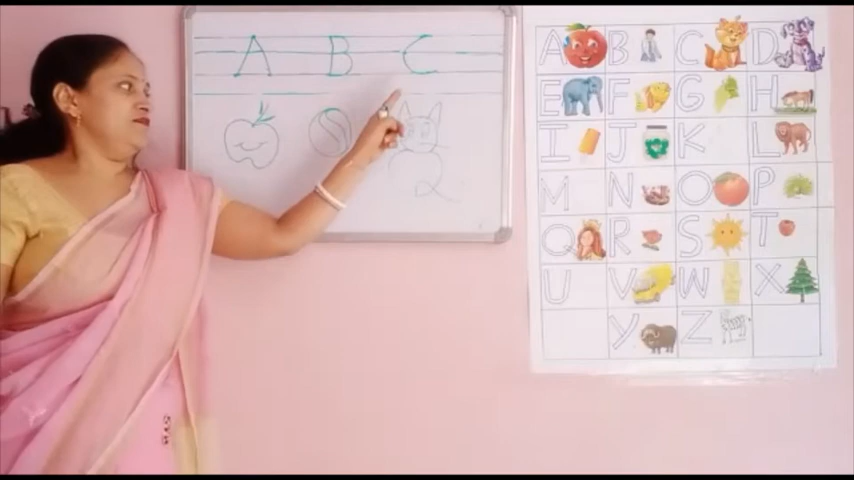 A B C
A B C D
E F G H
I J K L
M N O P
Q R S T
U V W X
Y Z